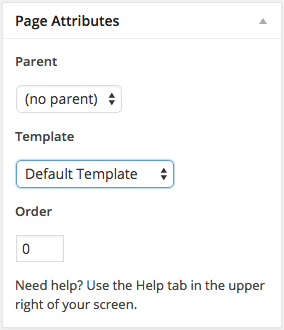 Page Attributes
Parent
(no parent)
Template
Default Template
Order
0
Need help? Use the Help tab in the upper
right of your screen.